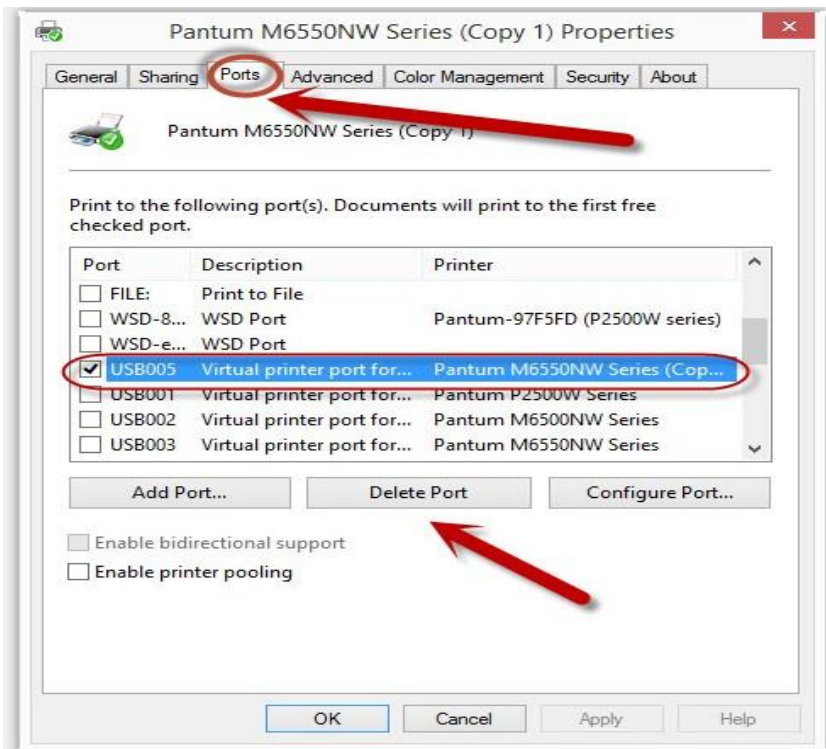 Pantum M6550NW Series (Copy 1) Properties
General Sharing Ports Advanced Color Management Security About
Pantum M6550NW Series (Copy 1)
Print to the following port(s). Documents will print to the first free
checked port.
Port Description Printer
FILE: Print to File
WSD-8... WSD Port Pantum-97F5FD (P2500W series)
WSD-e... WSD Port
USB005 Virtual printer port for... Pantum M6550NW Series (Cop...
USB001 Virtual printer port for... Pantum P2500W Series
USB002 Virtual printer port for... Pantum M6500NW Series
USB003 Virtual printer port for... Pantum M6550NW Series
Add Port... Delete Port Configure Port...
Enable bidirectional support
Enable printer pooling
OK Cancel Apply Help